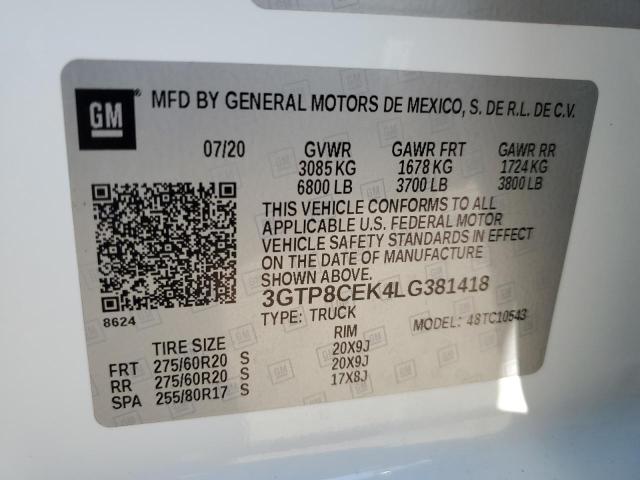 GM
MFD BY GENERAL MOTORS DE MEXICO, S. DE R.L. DE C.V.
07/20 GVWR GAWR FRT GAWR RR
3085 KG 1678 KG 1724 KG
6800 LB 3700 LB 3800 LB
THIS VEHICLE CONFORMS TO ALL
APPLICABLE U.S. FEDERAL MOTOR
VEHICLE SAFETY STANDARDS IN EFFECT
ON THE DATE OF MANUFACTURE
SHOWN ABOVE.
3GTP8CEK4LG381418
8624
TYPE: TRUCK MODEL: 48TC10543
TIRE SIZE RIM
FRT 275/60R20 S 20X9J
RR 275/60R20 S 20X9J
SPA 255/80R17 S 17X8J